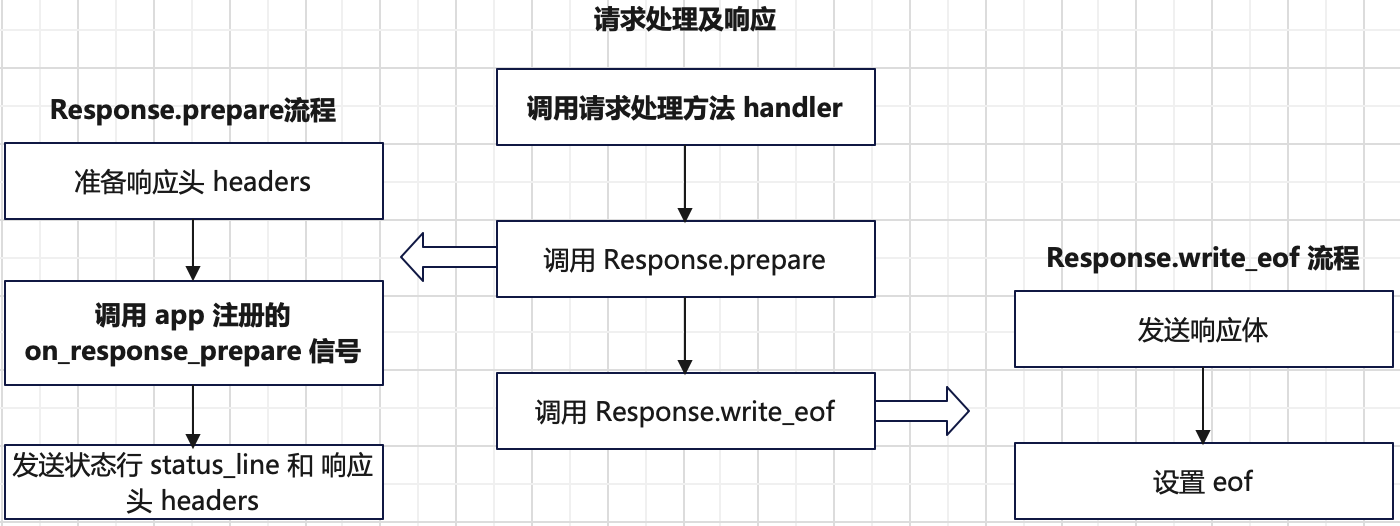 请求处理及响应
Response.prepare流程
准备响应头 headers
调用 app 注册的
on_response_prepare 信号
发送状态行 status_line 和 响应
头 headers
调用请求处理方法 handler
调用 Response.prepare
调用 Response.write_eof
Response.write_eof 流程
发送响应体
设置 eof